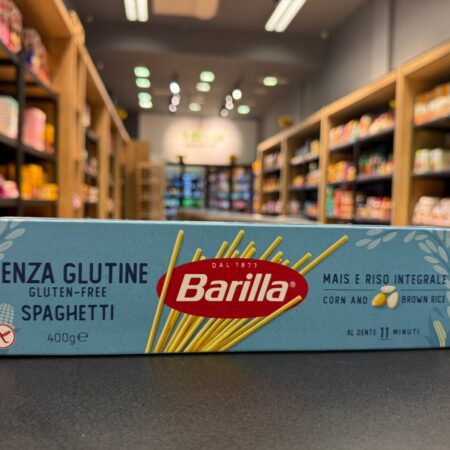 ENZA GLUTINE
GLUTEN-FREE
SPAGHETTI
400g℮
DAL 1877
Barilla®
MAIS E RISO INTEGRALE
CORN AND BROWN RICE
AL DENTE 11 MINUTI